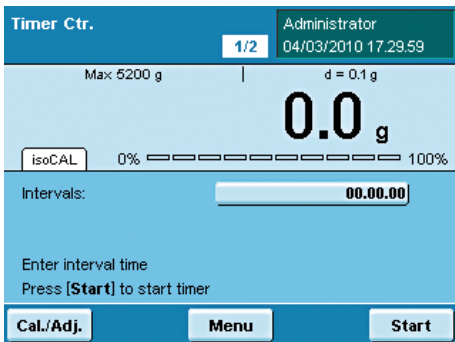 Timer Ctr.
Administrator
1/2
04/03/2010 17.29.59
Max 5200 g
d = 0.1 g
0.0 g
isoCAL
0%
100%
Intervals:
00.00.00
Enter interval time
Press [Start] to start timer
Cal./Adj.
Menu
Start